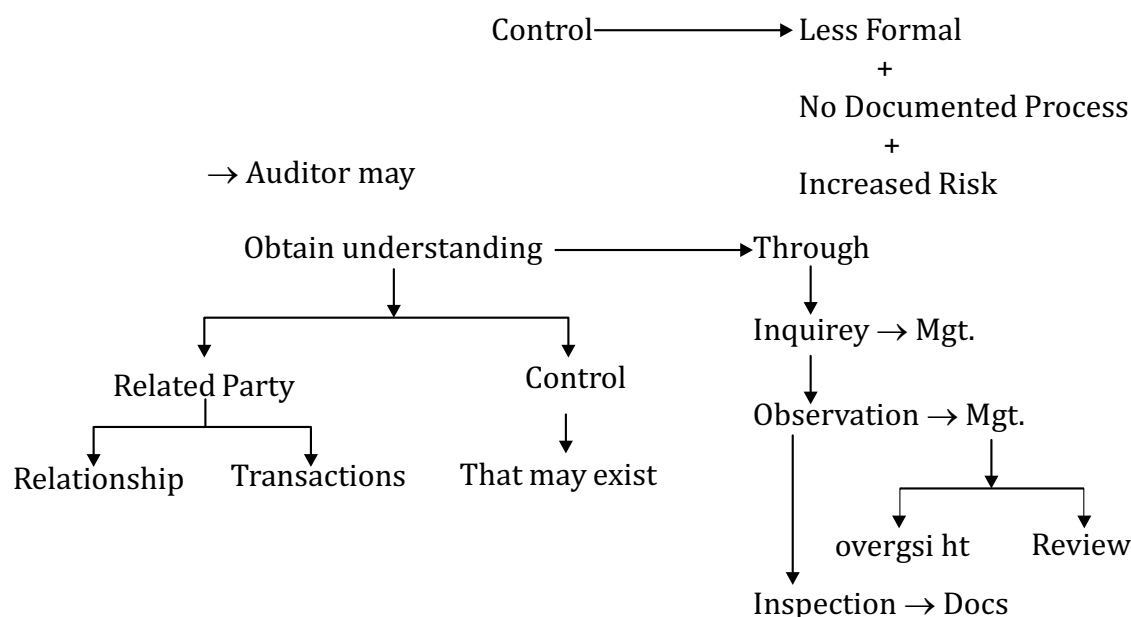 Control → Less Formal
+
No Documented Process
+
Increased Risk
→ Auditor may
Obtain understanding → Through
Inquirey → Mgt.
Related Party
Control
Observation → Mgt.
Relationship
Transactions
That may exist
overgsi ht
Review
Inspection → Docs